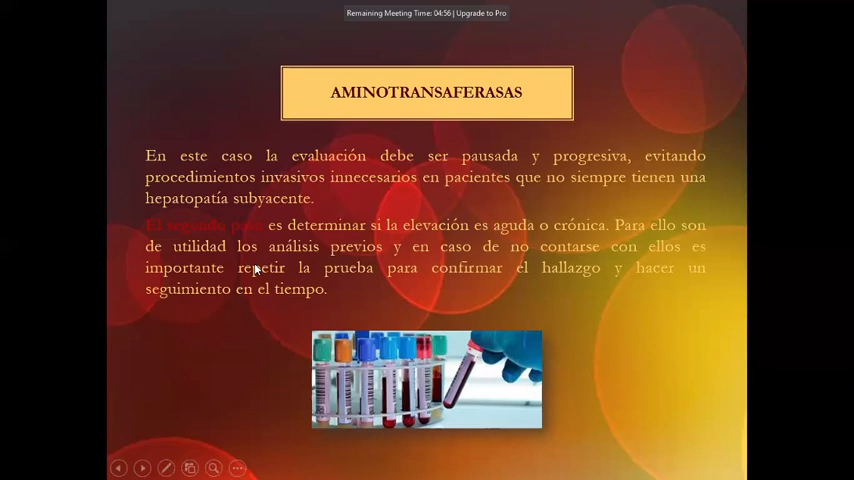 Remaining Meeting Time: 04:56 | Upgrade to Pro
AMINOTRANSAFERASAS
En este caso la evaluación debe ser pausada y progresiva, evitando
procedimientos invasivos innecesarios en pacientes que no siempre tienen una
hepatopatía subyacente.
El segundo paso es determinar si la elevación es aguda o crónica. Para ello son
de utilidad los análisis previos y en caso de no contarse con ellos es
importante repetir la prueba para confirmar el hallazgo y hacer un
seguimiento en el tiempo.